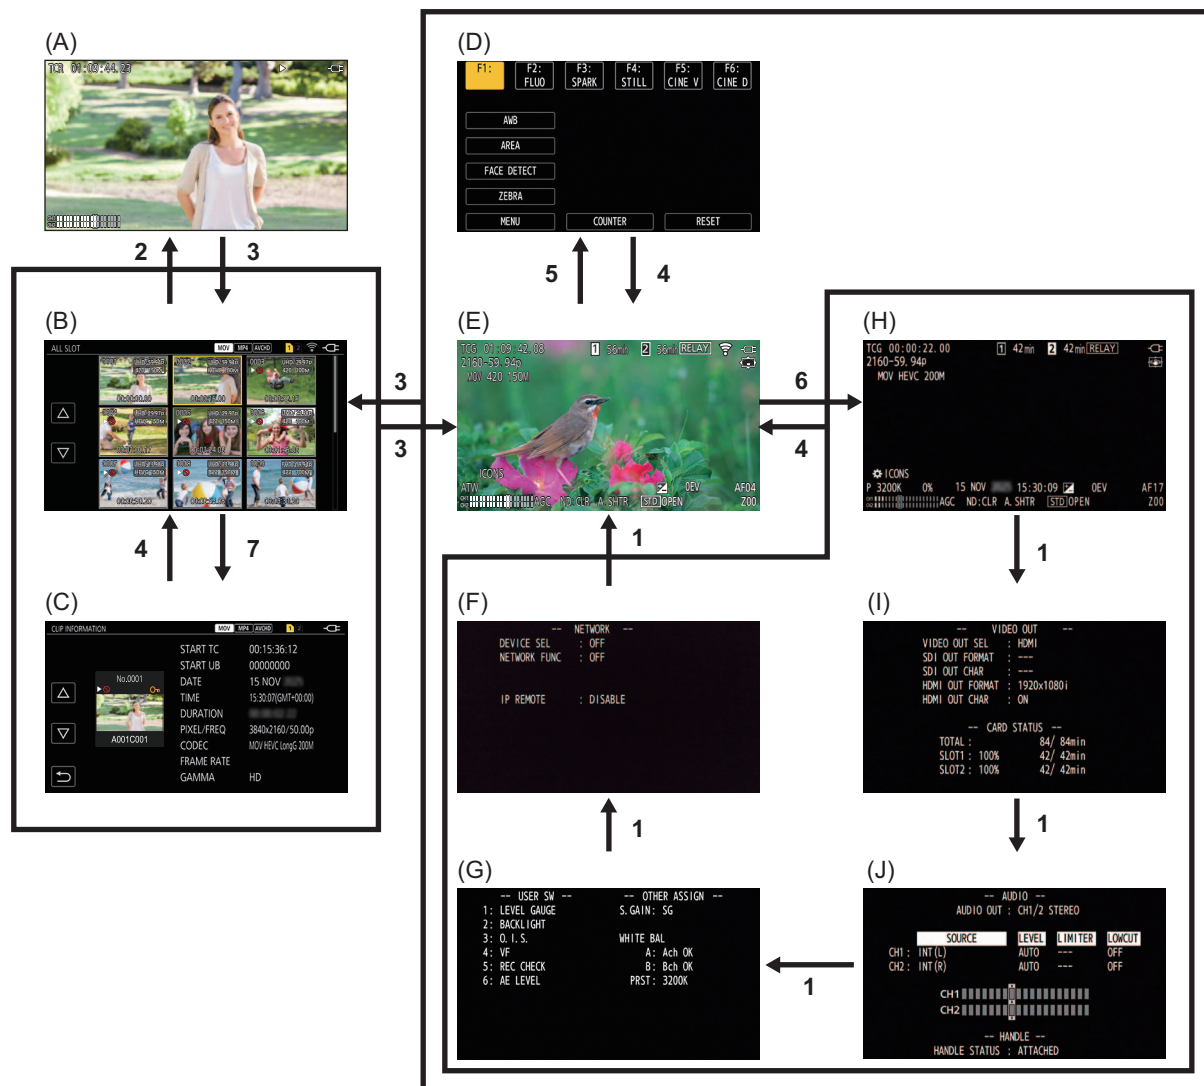 (A)
TCR 01:09:44.23
2
3
(B)
ALL SLOT
MOV MP4 AVCHD 1 2
0003
4
7
(C)
CLIP INFORMATION
MOV MP4 AVCHD 1 2
No.0001
A001C001
START TC 00:15:36:12
START UB 00000000
DATE 15 NOV
TIME 15:30:07(GMT+00:00)
DURATION
PIXEL/FREQ 3840x2160/50.00p
CODEC MOV HEVC LongG 200M
FRAME RATE
GAMMA HD
3
3
(D)
F1:
F2: FLUO
F3: SPARK
F4: STILL
F5: CINE V
F6: CINE D
AWB
AREA
FACE DETECT
ZEBRA
MENU COUNTER RESET
5
4
(E)
TCG 01:09:42.08 1 56min 2 56min RELAY
2160-59.94p
MOV 420 150M
ICONS
ATW 0EV AF04
CH1 CH2 AGC ND:CLR A.SHTR STD OPEN Z00
6
4
1
(F)
-- NETWORK --
DEVICE SEL : OFF
NETWORK FUNC : OFF
IP REMOTE : DISABLE
1
(G)
-- USER SW -- -- OTHER ASSIGN --
1: LEVEL GAUGE S.GAIN: SG
2: BACKLIGHT
3: O.I.S. WHITE BAL
4: VF A: Ach OK
5: REC CHECK B: Bch OK
6: AE LEVEL PRST: 3200K
1
(H)
TCG 00:00:22.00 1 42min 2 42min RELAY
2160-59.94p
MOV HEVC 200M
ICONS
P 3200K 0% 15 NOV 15:30:09 0EV AF17
CH1 CH2 AGC ND:CLR A.SHTR STD OPEN Z00
1
(I)
-- VIDEO OUT --
VIDEO OUT SEL : HDMI
SDI OUT FORMAT : ---
SDI OUT CHAR : ---
HDMI OUT FORMAT : 1920x1080i
HDMI OUT CHAR : ON
-- CARD STATUS --
TOTAL : 84/ 84min
SLOT1 : 100% 42/ 42min
SLOT2 : 100% 42/ 42min
1
(J)
-- AUDIO --
AUDIO OUT : CH1/2 STEREO
SOURCE LEVEL LIMITER LOWCUT
CH1 : INT(L) AUTO --- OFF
CH2 : INT(R) AUTO --- OFF
CH1
CH2
-- HANDLE --
HANDLE STATUS : ATTACHED